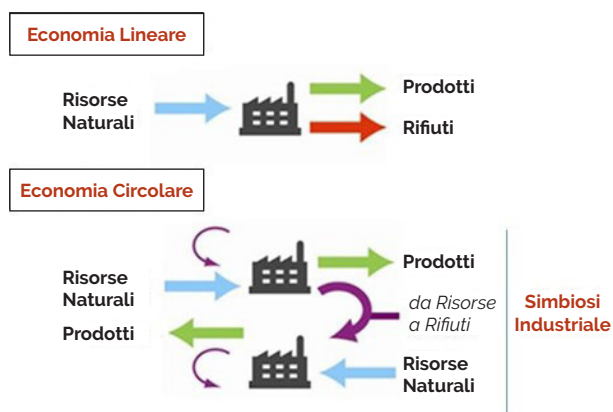 Economia Lineare
Risorse
Naturali
Prodotti
Rifiuti
Economia Circolare
Risorse
Naturali
Prodotti
da Risorse
a Rifiuti
Prodotti
Risorse
Naturali
Simbiosi
Industriale